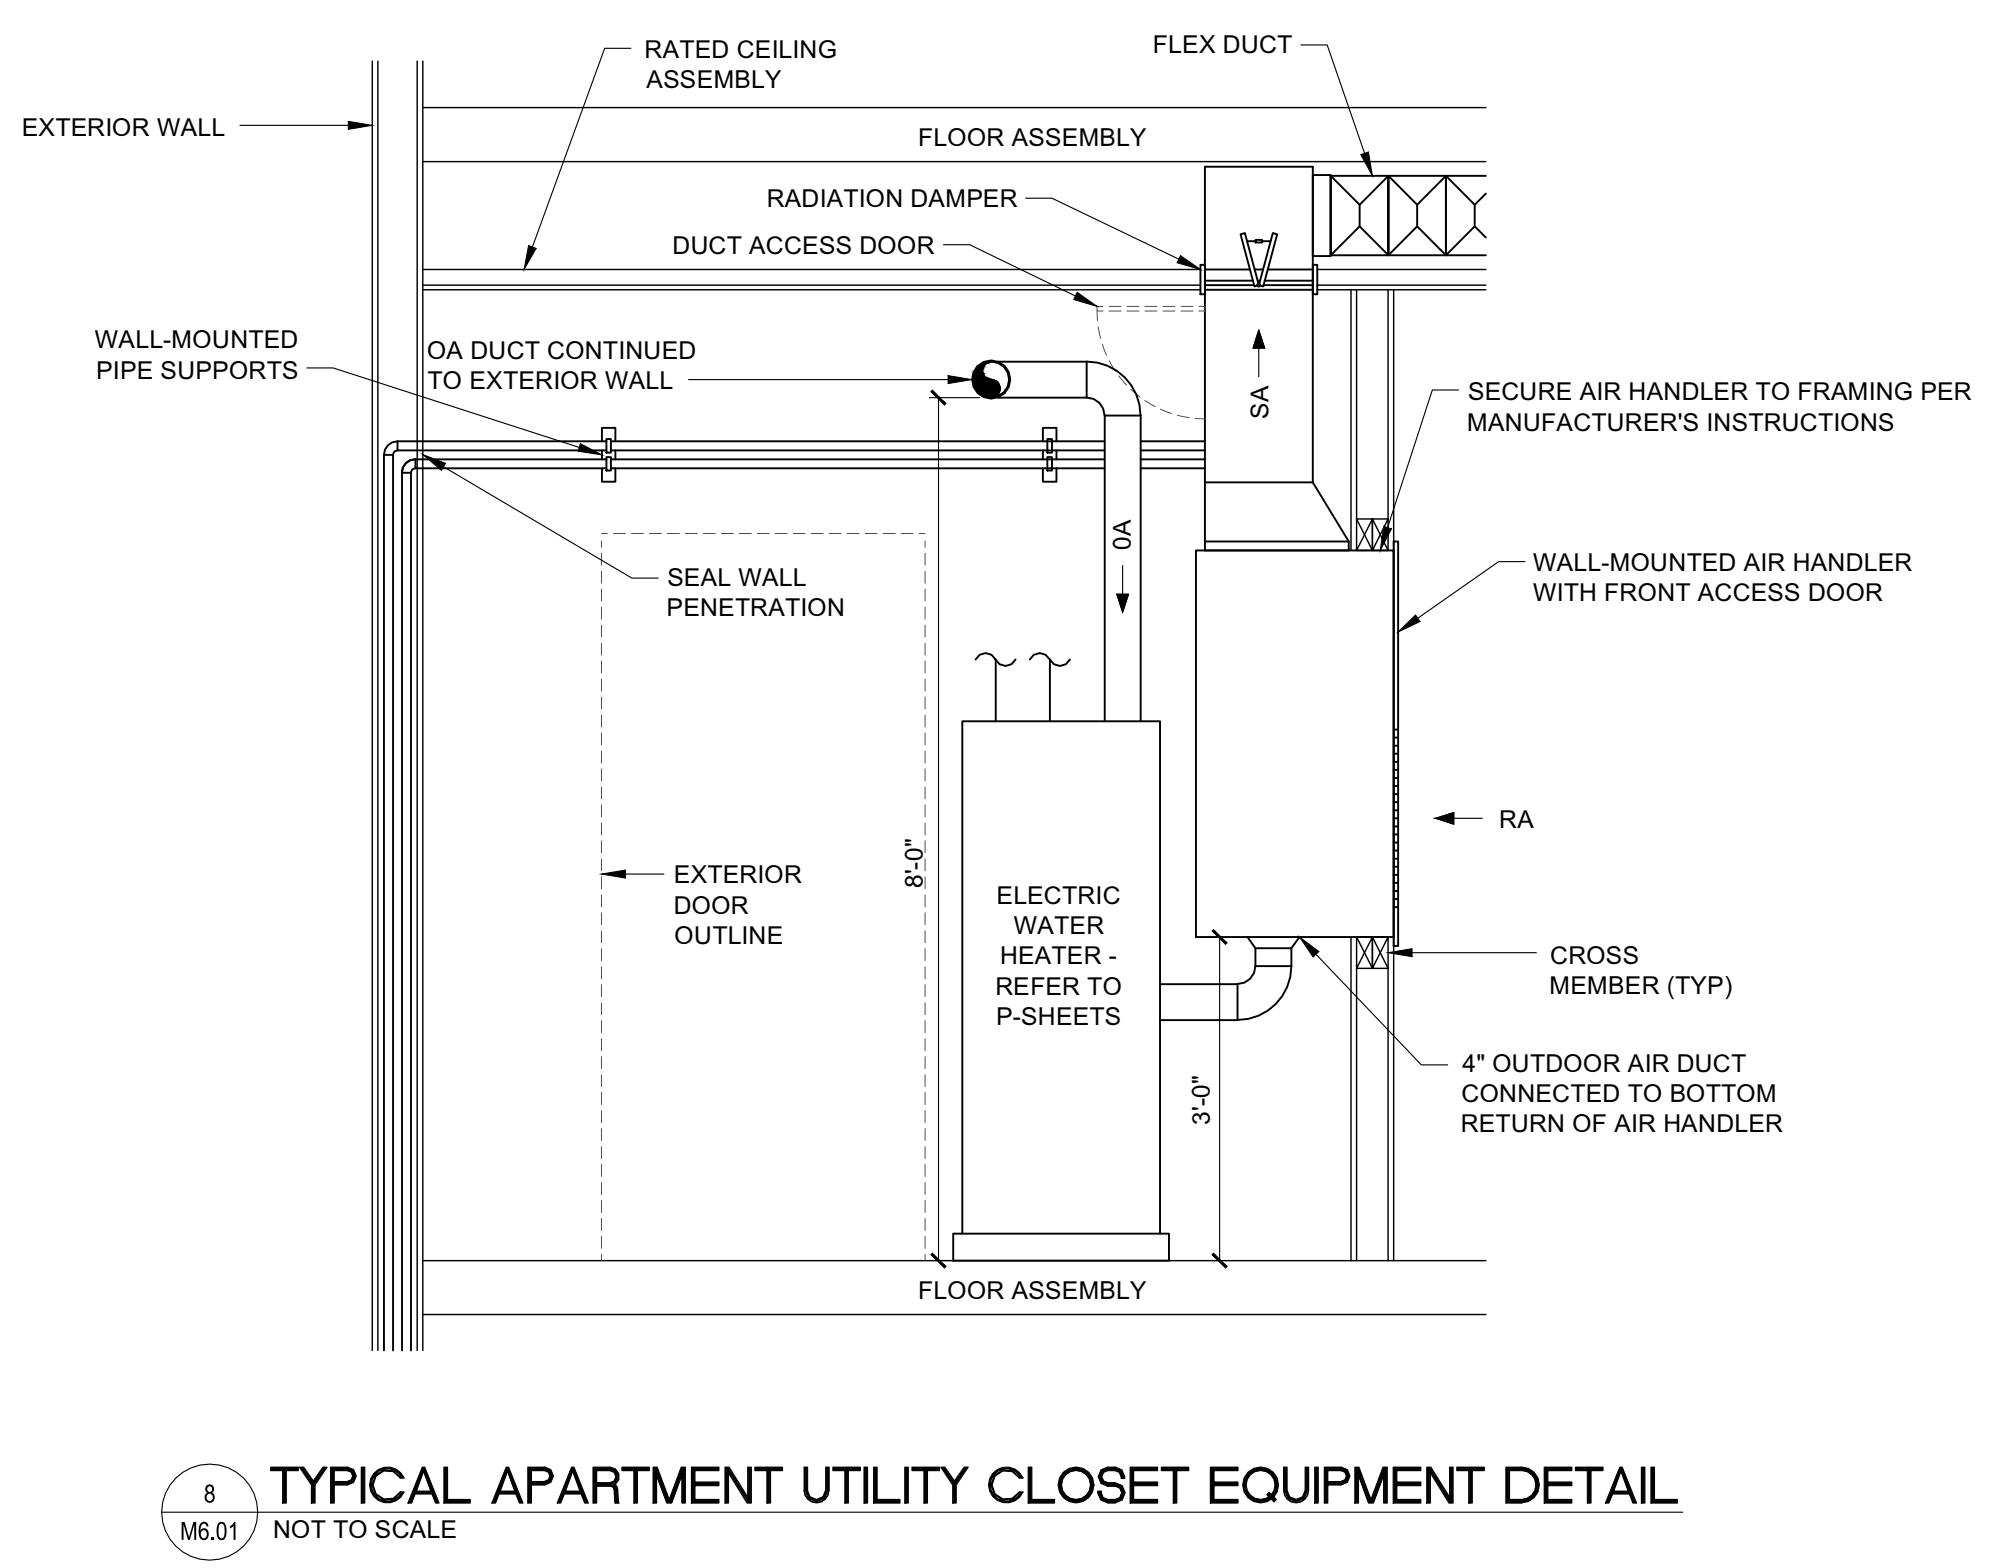 RATED CEILING
ASSEMBLY
FLEX DUCT
EXTERIOR WALL
FLOOR ASSEMBLY
RADIATION DAMPER
DUCT ACCESS DOOR
WALL-MOUNTED
PIPE SUPPORTS
OA DUCT CONTINUED
TO EXTERIOR WALL
SA
SECURE AIR HANDLER TO FRAMING PER
MANUFACTURER'S INSTRUCTIONS
0A
SEAL WALL
PENETRATION
WALL-MOUNTED AIR HANDLER
WITH FRONT ACCESS DOOR
RA
8'-0"
EXTERIOR
DOOR
OUTLINE
ELECTRIC
WATER
HEATER -
REFER TO
P-SHEETS
CROSS
MEMBER (TYP)
3'-0"
4" OUTDOOR AIR DUCT
CONNECTED TO BOTTOM
RETURN OF AIR HANDLER
FLOOR ASSEMBLY
8
M6.01
TYPICAL APARTMENT UTILITY CLOSET EQUIPMENT DETAIL
NOT TO SCALE